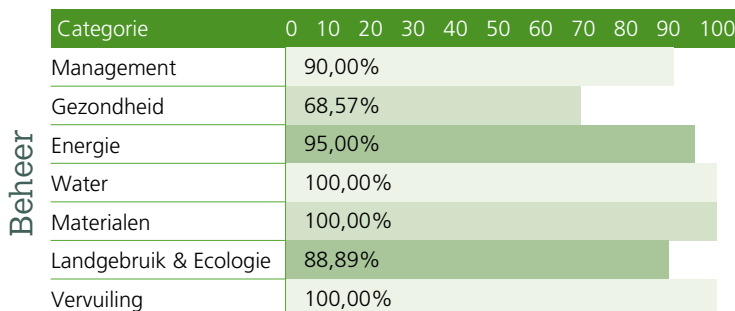 Categorie 0 10 20 30 40 50 60 70 80 90 100
Beheer
Management 90,00%
Gezondheid 68,57%
Energie 95,00%
Water 100,00%
Materialen 100,00%
Landgebruik & Ecologie 88,89%
Vervuiling 100,00%